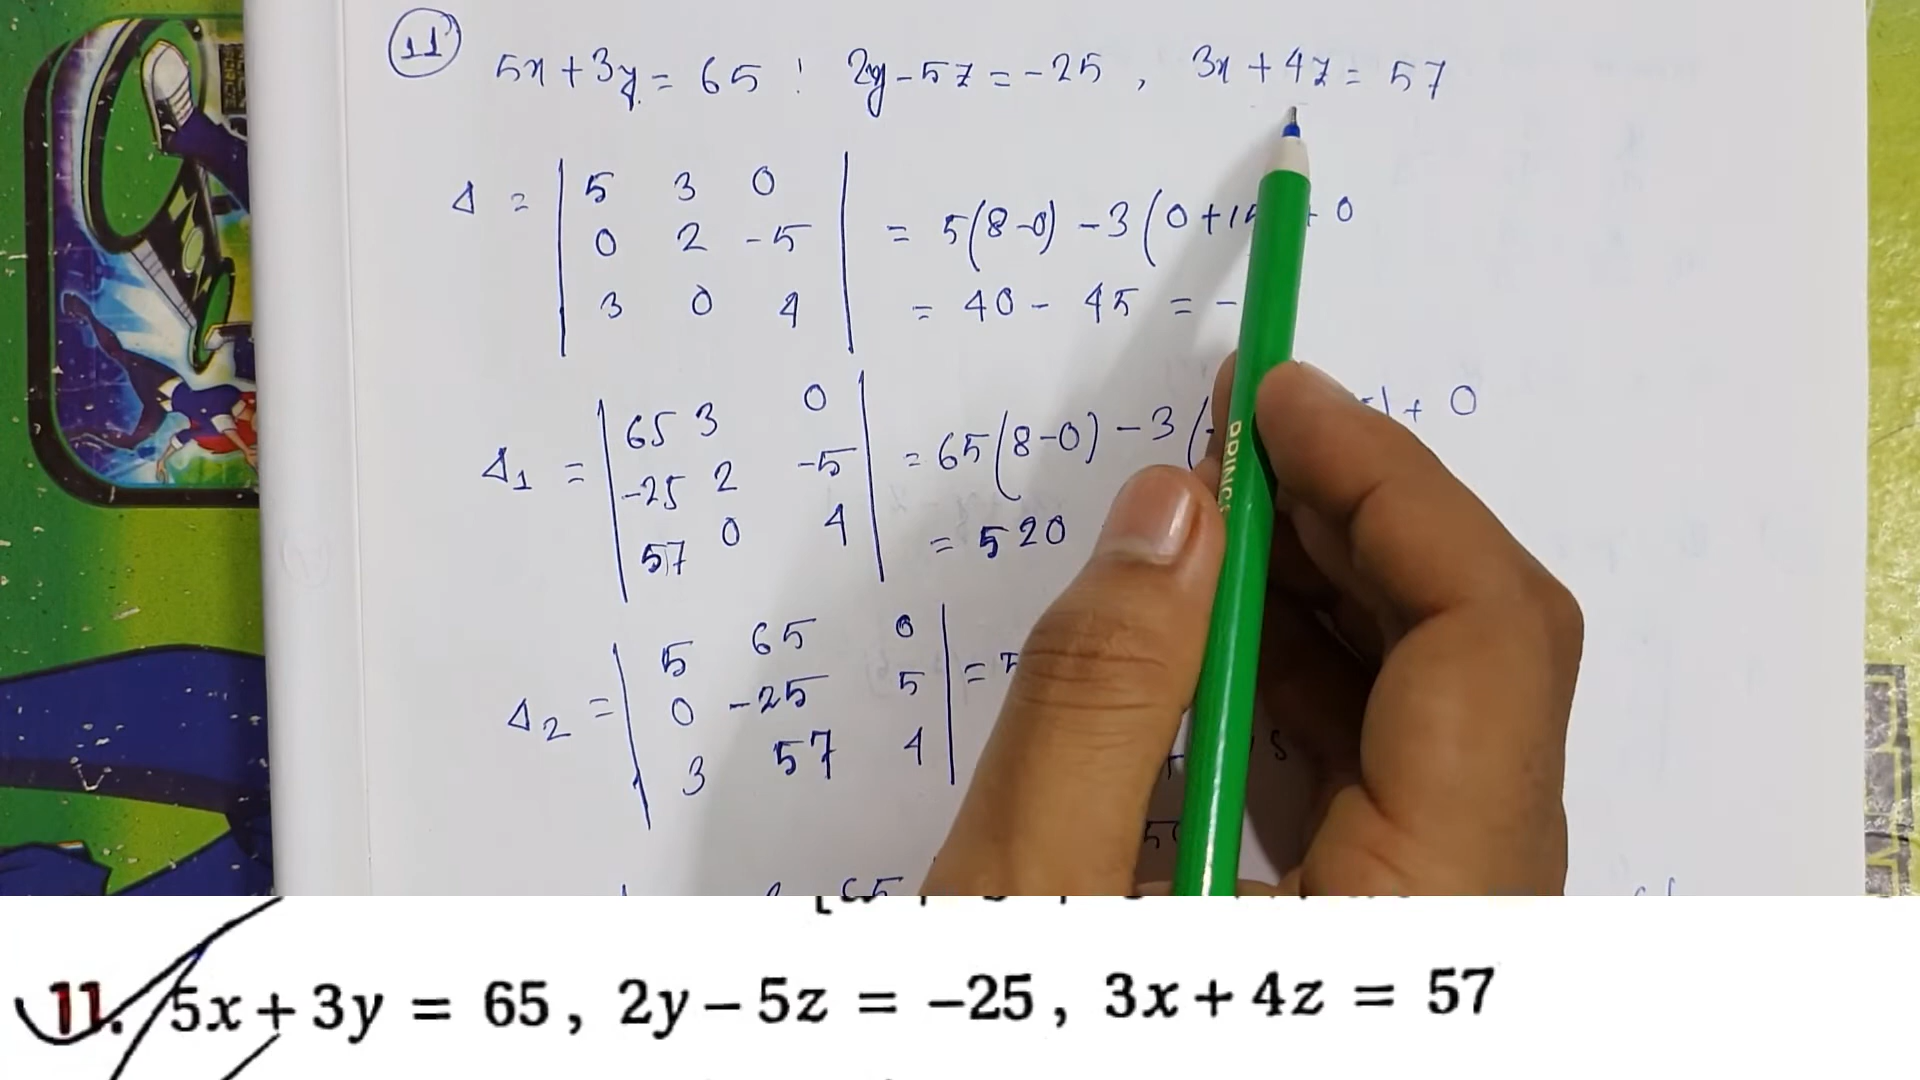 11
5x + 3y = 65 ! 2y - 5z = -25 , 3x + 4z = 57
Δ = | 5 3 0 | = 5(8-0) - 3(0+15 + 0
| 0 2 -5 |
| 3 0 4 | = 40 - 45 = -
Δ1 = | 65 3 0 | = 65(8-0) - 3(- ) + 0
| -25 2 -5 |
| 57 0 4 | = 520
Δ2 = | 5 65 0 | =
| 0 -25 5 |
| 3 57 4 |
11. 5x + 3y = 65 , 2y - 5z = -25 , 3x + 4z = 57